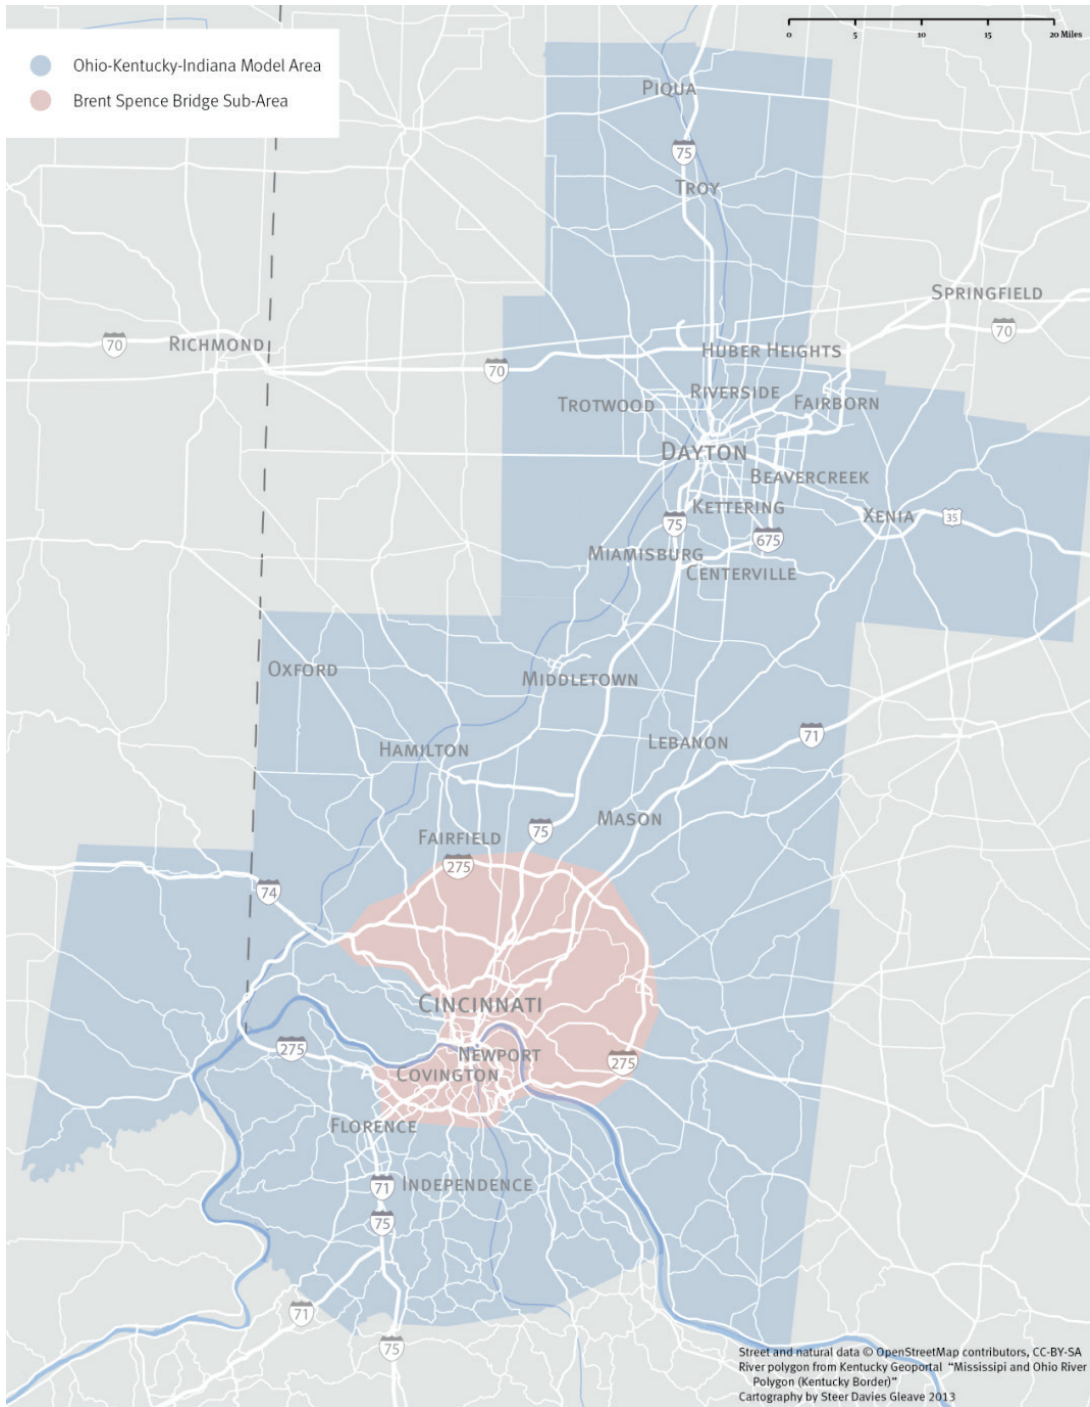 0 5 10 15 20 Miles
Ohio-Kentucky-Indiana Model Area
Brent Spence Bridge Sub-Area
PIQUA
75
TROY
SPRINGFIELD
70
70
RICHMOND
HUBER HEIGHTS
70
RIVERSIDE
TROTWOOD
FAIRBORN
DAYTON
BEAVERCREEK
KETTERING
XENIA
35
75
675
MIAMISBURG
CENTERVILLE
OXFORD
MIDDLETOWN
71
LEBANON
HAMILTON
MASON
75
FAIRFIELD
275
74
CINCINNATI
275
NEWPORT
275
COVINGTON
FLORENCE
71
INDEPENDENCE
75
71
75
Street and natural data © OpenStreetMap contributors, CC-BY-SA
River polygon from Kentucky Geoportal “Mississipi and Ohio River
Polygon (Kentucky Border)”
Cartography by Steer Davies Gleave 2013